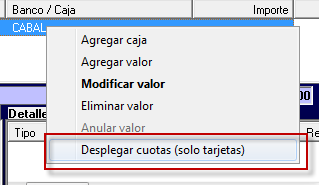 Banco / Caja Importe
CABAL
Agregar caja
Agregar valor
Modificar valor
Eliminar valor
Anular valor
Desplegar cuotas (solo tarjetas)
00
Detalle
Tipo Re